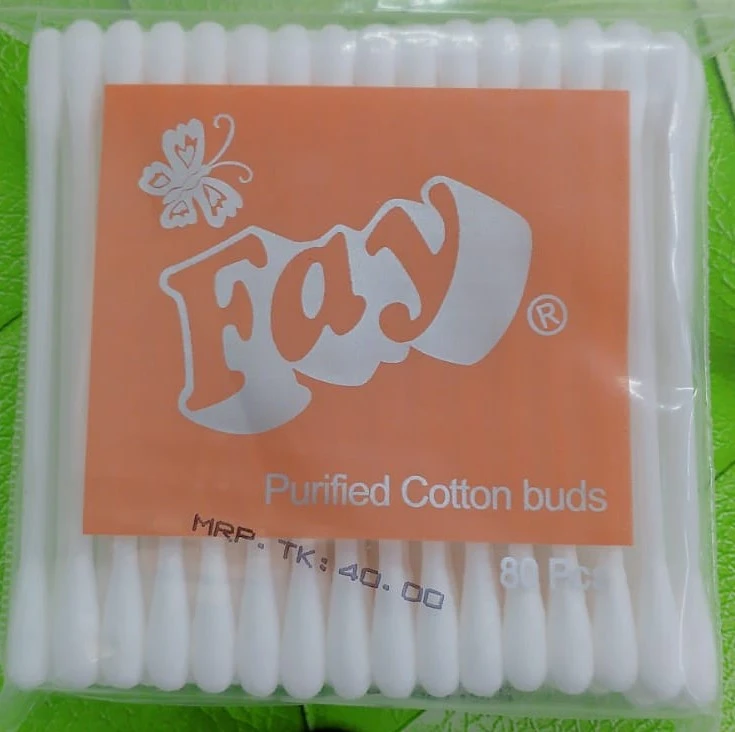 Fay®
Purified Cotton buds
MRP. TK: 40.00
80 Pcs